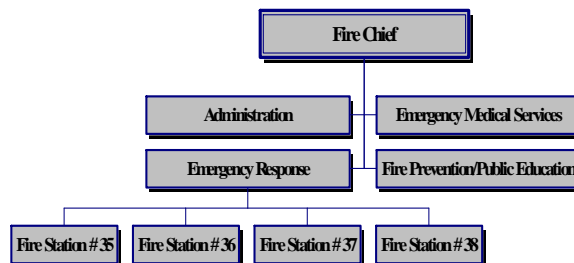 Fire Chief
Administration
Emergency Medical Services
Emergency Response
Fire Prevention/Public Education
Fire Station # 35
Fire Station # 36
Fire Station # 37
Fire Station # 38